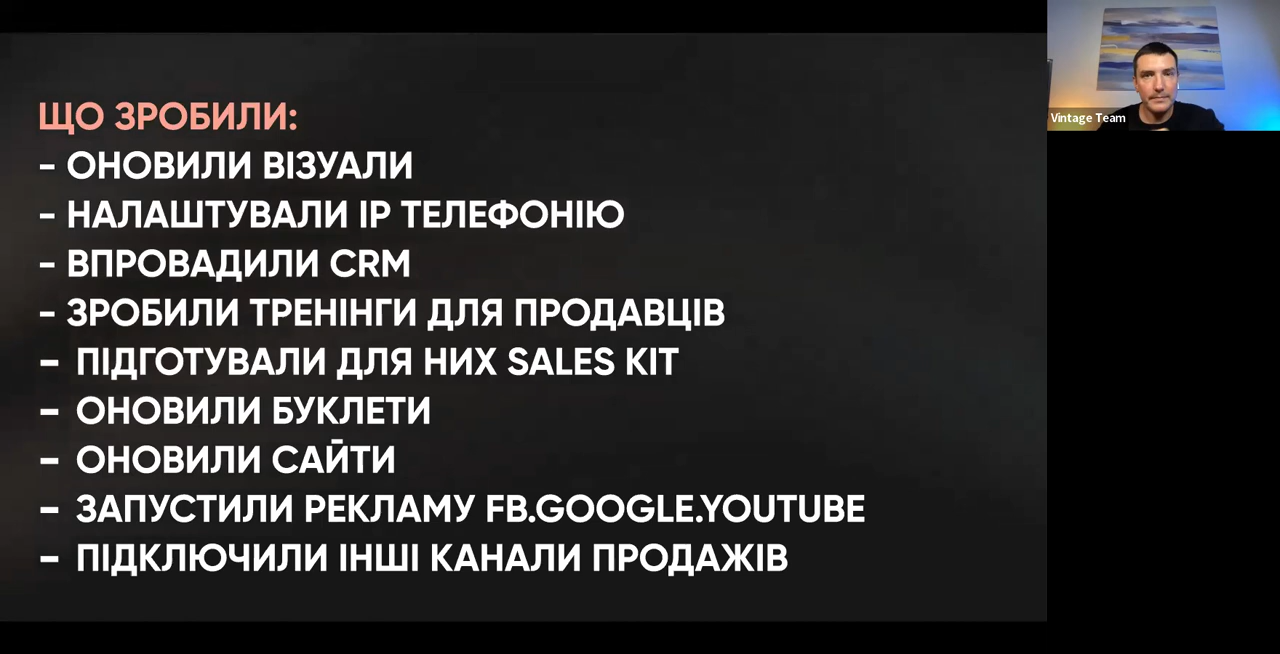 ЩО ЗРОБИЛИ:
- ОНОВИЛИ ВІЗУАЛИ
- НАЛАШТУВАЛИ IP ТЕЛЕФОНІЮ
- ВПРОВАДИЛИ CRM
- ЗРОБИЛИ ТРЕНІНГИ ДЛЯ ПРОДАВЦІВ
- ПІДГОТУВАЛИ ДЛЯ НИХ SALES KIT
- ОНОВИЛИ БУКЛЕТИ
- ОНОВИЛИ САЙТИ
- ЗАПУСТИЛИ РЕКЛАМУ FB.GOOGLE.YOUTUBE
- ПІДКЛЮЧИЛИ ІНШІ КАНАЛИ ПРОДАЖІВ
Vintage Team